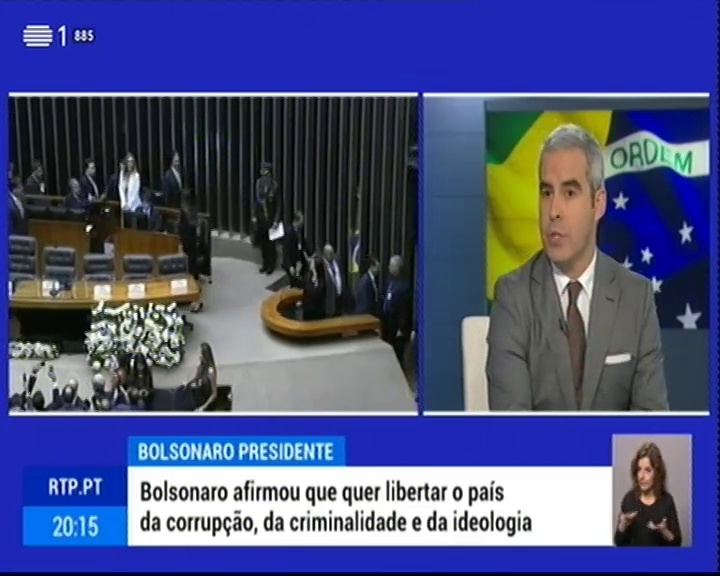 1 885
ORDEM
BOLSONARO PRESIDENTE
RTP.PT
Bolsonaro afirmou que quer libertar o país
20:15
da corrupção, da criminalidade e da ideologia